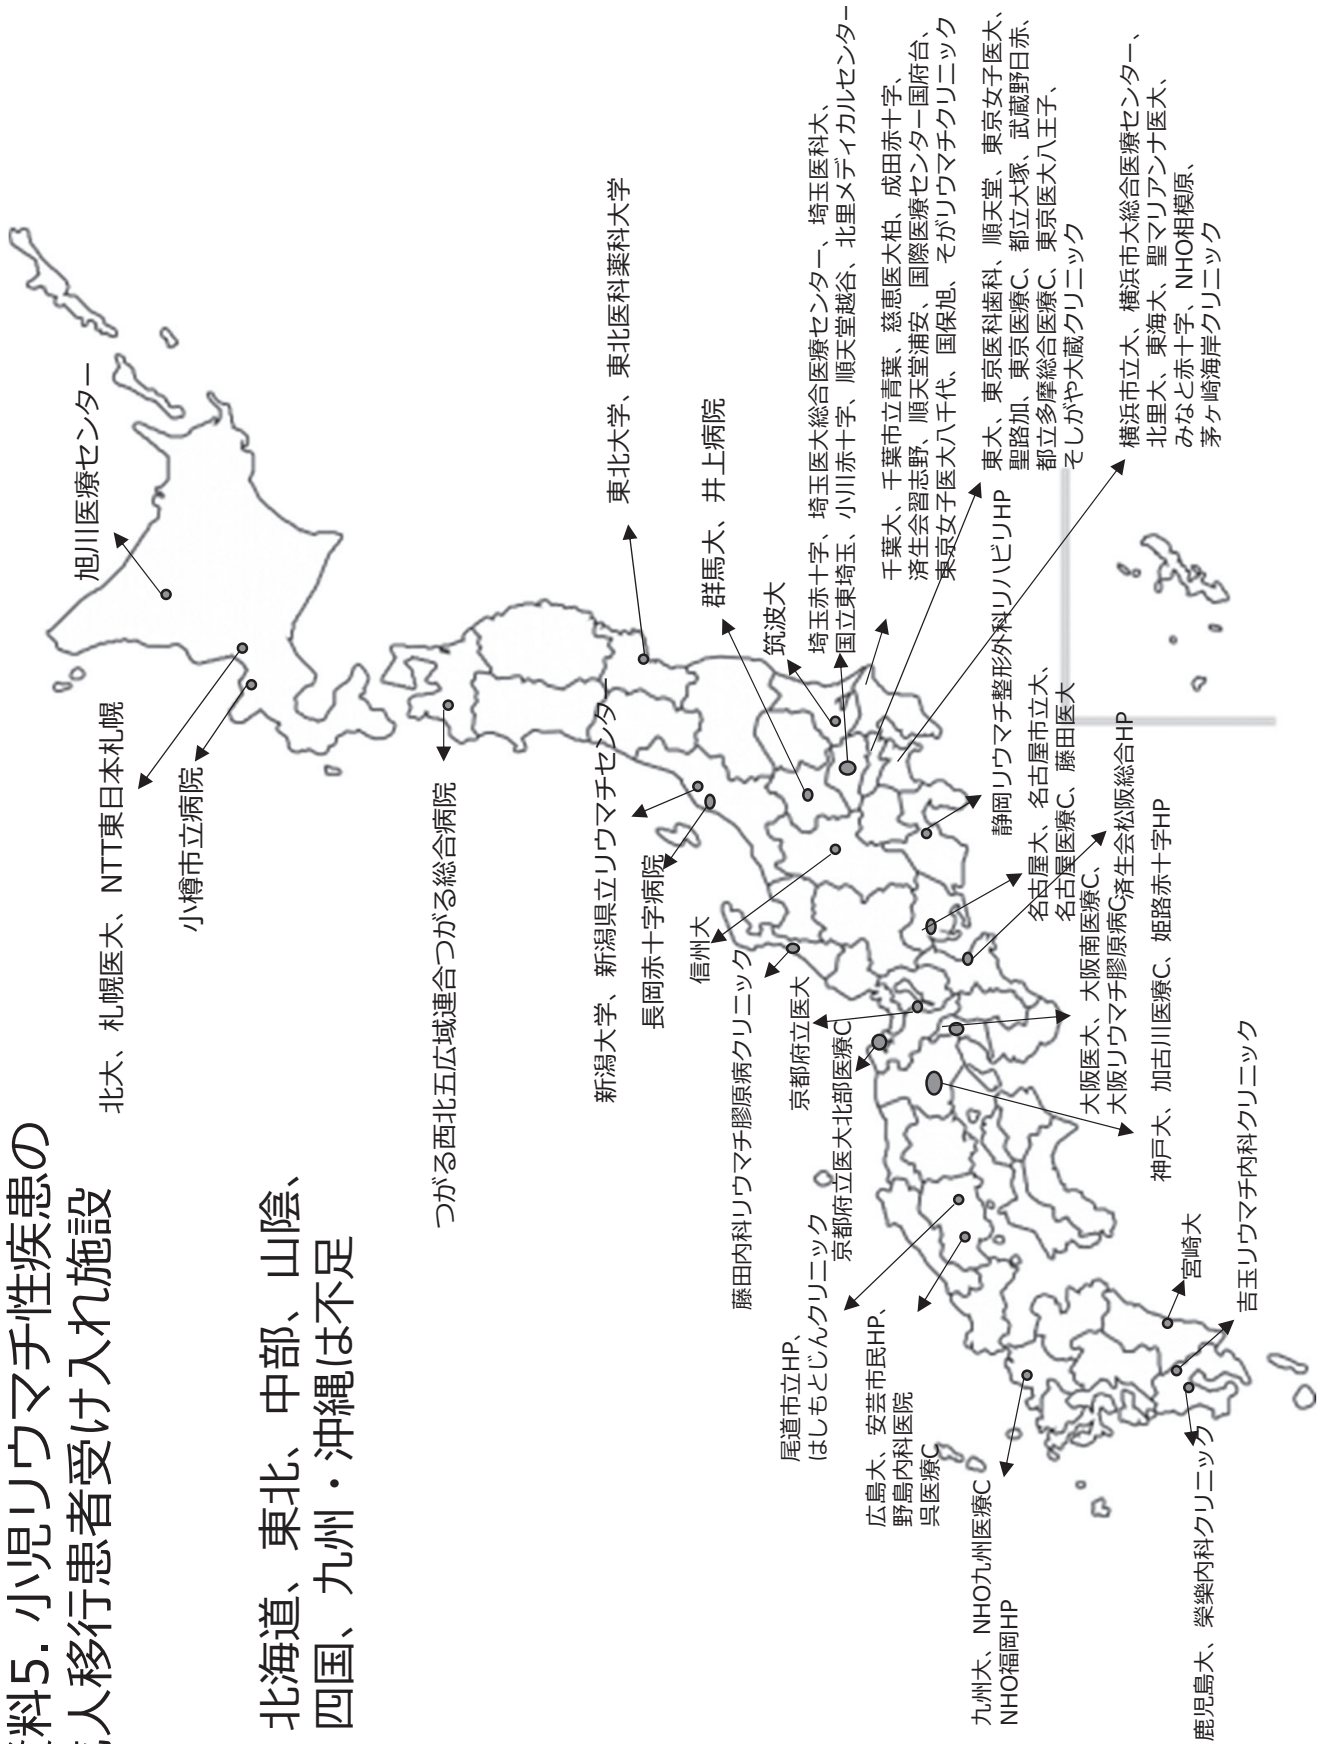 料5. 小児リウマチ性疾患の
人移行患者受け入れ施設
北海道、東北、中部、山陰、
四国、九州・沖縄は不足
旭川医療センター
北大、札幌医大、NTT東日本札幌
小樽市立病院
つがる西北五広域連合つがる総合病院
東北大学、東北医科薬科大学
新潟大学、新潟県立リウマチセンター
長岡赤十字病院
信州大
群馬大、井上病院
筑波大
埼玉赤十字、埼玉医大総合医療センター、埼玉医科大、
国立東埼玉、小川赤十字、順天堂越谷、北里メディカルセンター
千葉大、千葉市立青葉、慈恵医大柏、成田赤十字、
済生会習志野、順天堂浦安、国際医療センター国府台、
東京女子医大八千代、国保旭、そがリウマチクリニック
東大、東京医科歯科、順天堂、東京女子医大、
聖路加、東京医療C、都立大塚、武蔵野日赤、
都立多摩総合医療C、東京医大八王子、
そしがや大蔵クリニック
横浜市立大、横浜市大総合医療センター、
北里大、東海大、聖マリアンナ医大、
みなと赤十字、NHO相模原、
茅ヶ崎海岸クリニック
静岡リウマチ整形外科リハビリHP
名古屋大、名古屋市立大、
名古屋医療C、藤田医大
済生会松阪総合HP
藤田内科リウマチ膠原病クリニック
京都府立医大
京都府立医大北部医療C
大阪医大、大阪南医療C、
大阪リウマチ膠原病C
神戸大、加古川医療C、姫路赤十字HP
尾道市立HP、
はしもとじんクリニック
広島大、安芸市民HP、
野島内科医院
呉医療C
九州大、NHO九州医療C
NHO福岡HP
宮崎大
吉玉リウマチ内科クリニック
鹿児島大、榮樂内科クリニック